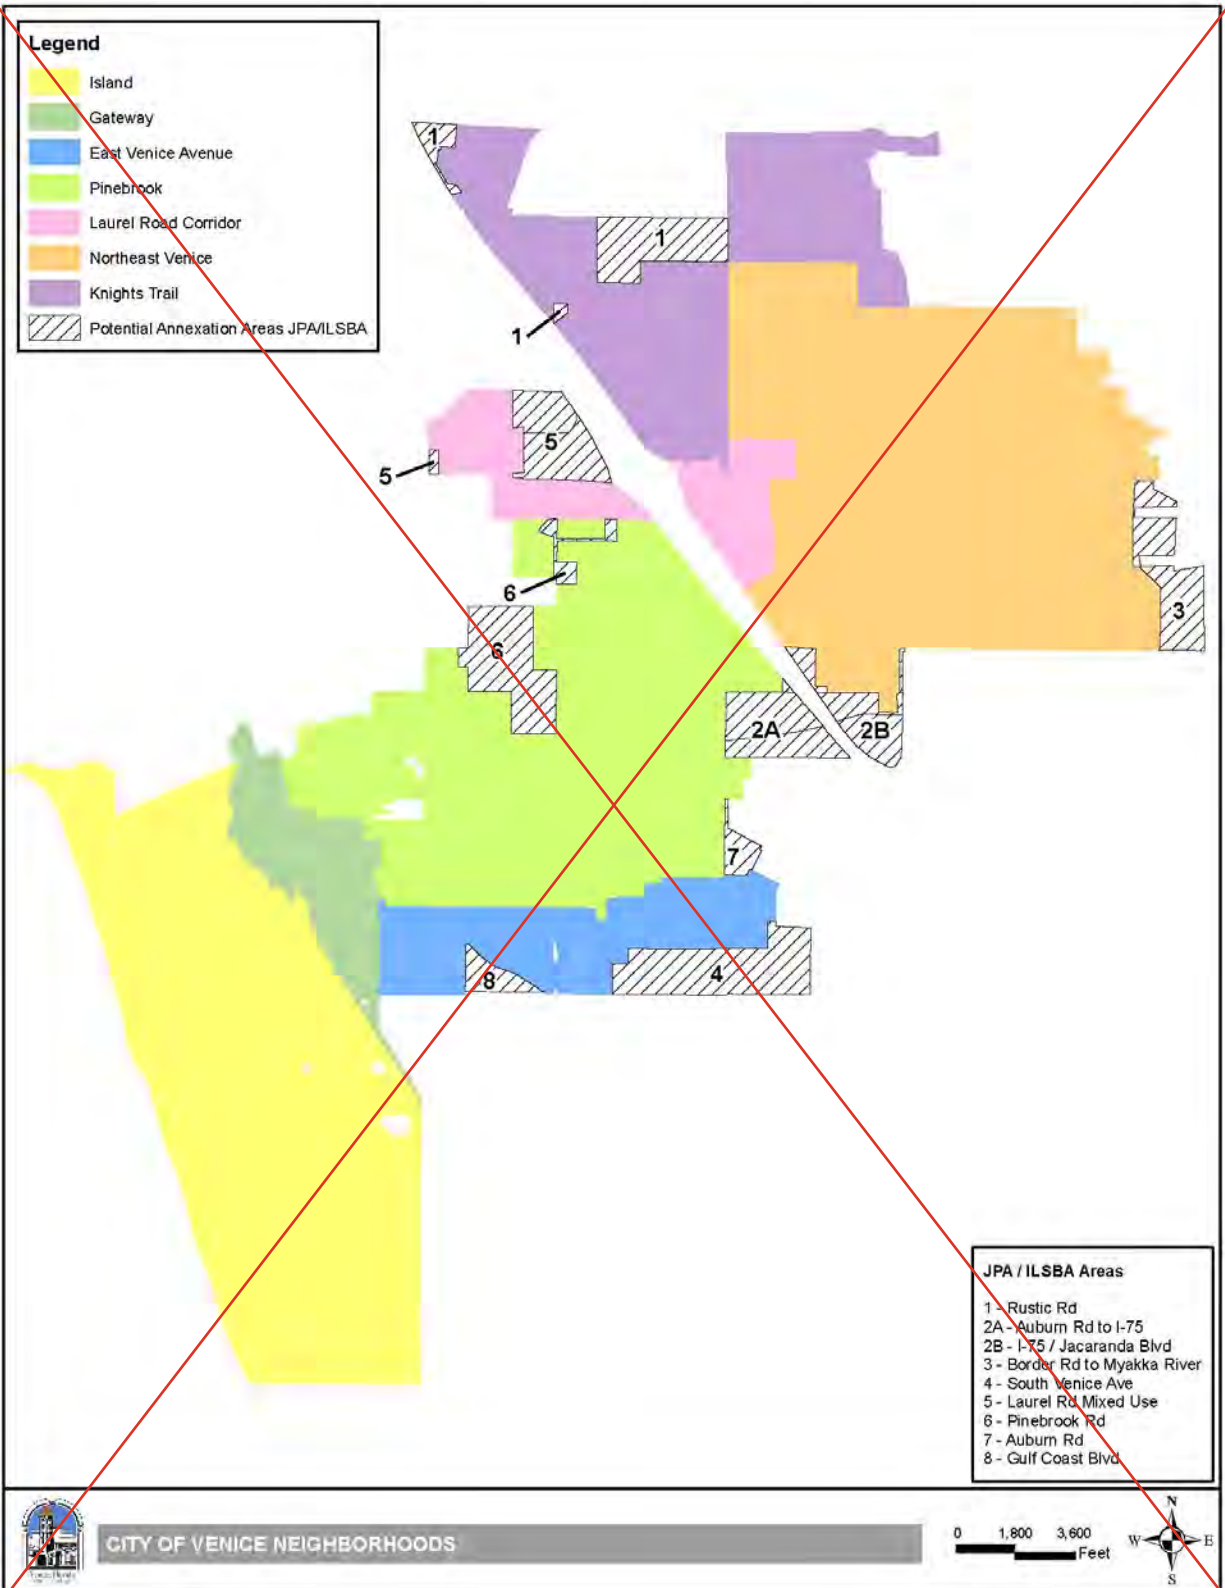 Legend
Island
Gateway
East Venice Avenue
Pinebrook
Laurel Road Corridor
Northeast Venice
Knights Trail
Potential Annexation Areas JPA/ILSBA
1
1
1
5
5
6
6
3
2A
2B
7
8
4
JPA / ILSBA Areas
1 - Rustic Rd
2A - Auburn Rd to I-75
2B - I-75 / Jacaranda Blvd
3 - Border Rd to Myakka River
4 - South Venice Ave
5 - Laurel Rd Mixed Use
6 - Pinebrook Rd
7 - Auburn Rd
8 - Gulf Coast Blvd
CITY OF VENICE NEIGHBORHOODS
0 1,800 3,600
Feet
N
W E
S